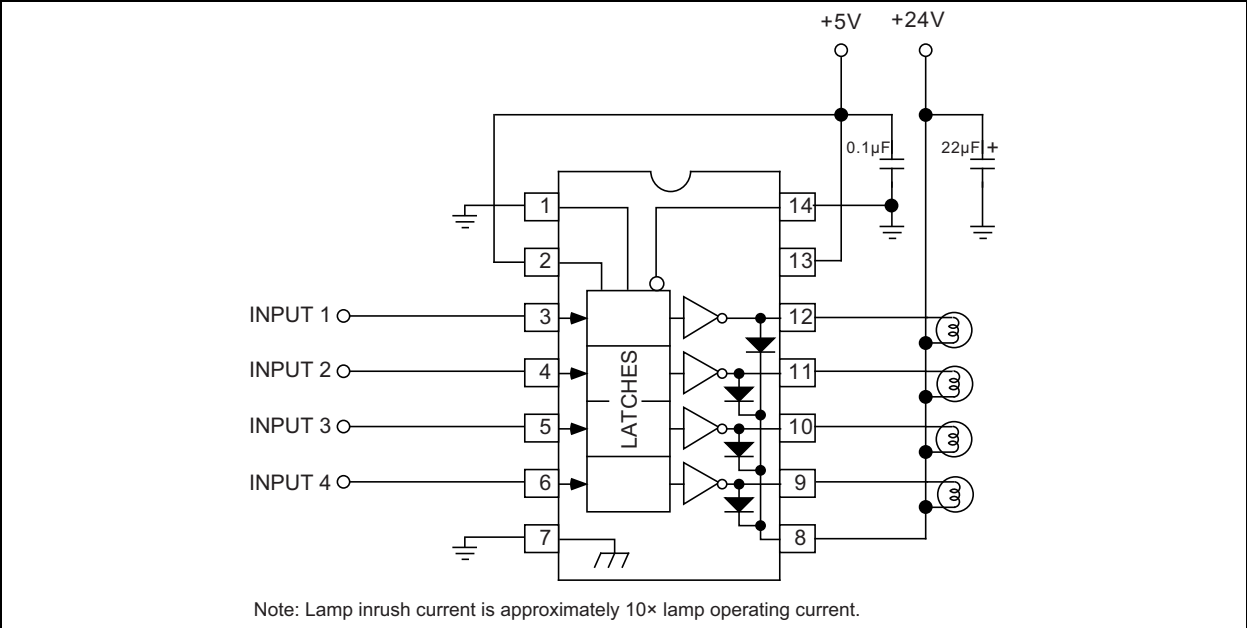 +5V +24V
0.1µF 22µF +
1 14
2 13
INPUT 1 3 12
INPUT 2 4 11
INPUT 3 5 10
INPUT 4 6 9
LATCHES
7 8
Note: Lamp inrush current is approximately 10× lamp operating current.